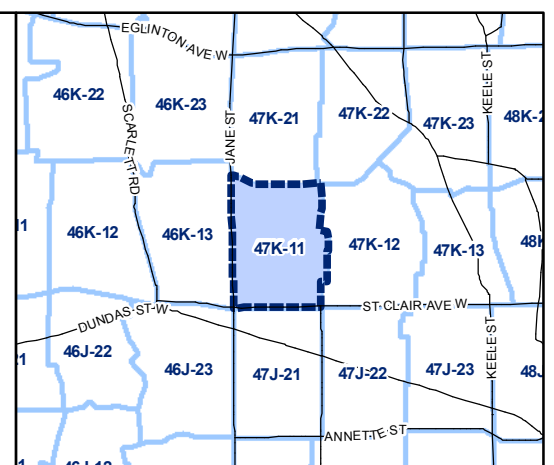 EGLINTON AVE W
46K-22
46K-23
47K-21
47K-22
47K-23
48K-2
SCARLETT RD
JANE ST
KEELE ST
46K-12
46K-13
47K-11
47K-12
47K-13
48K
ST CLAIR AVE W
DUNDAS ST W
46J-22
46J-23
47J-21
47J-22
47J-23
48J
KEELE ST
ANNETTE ST